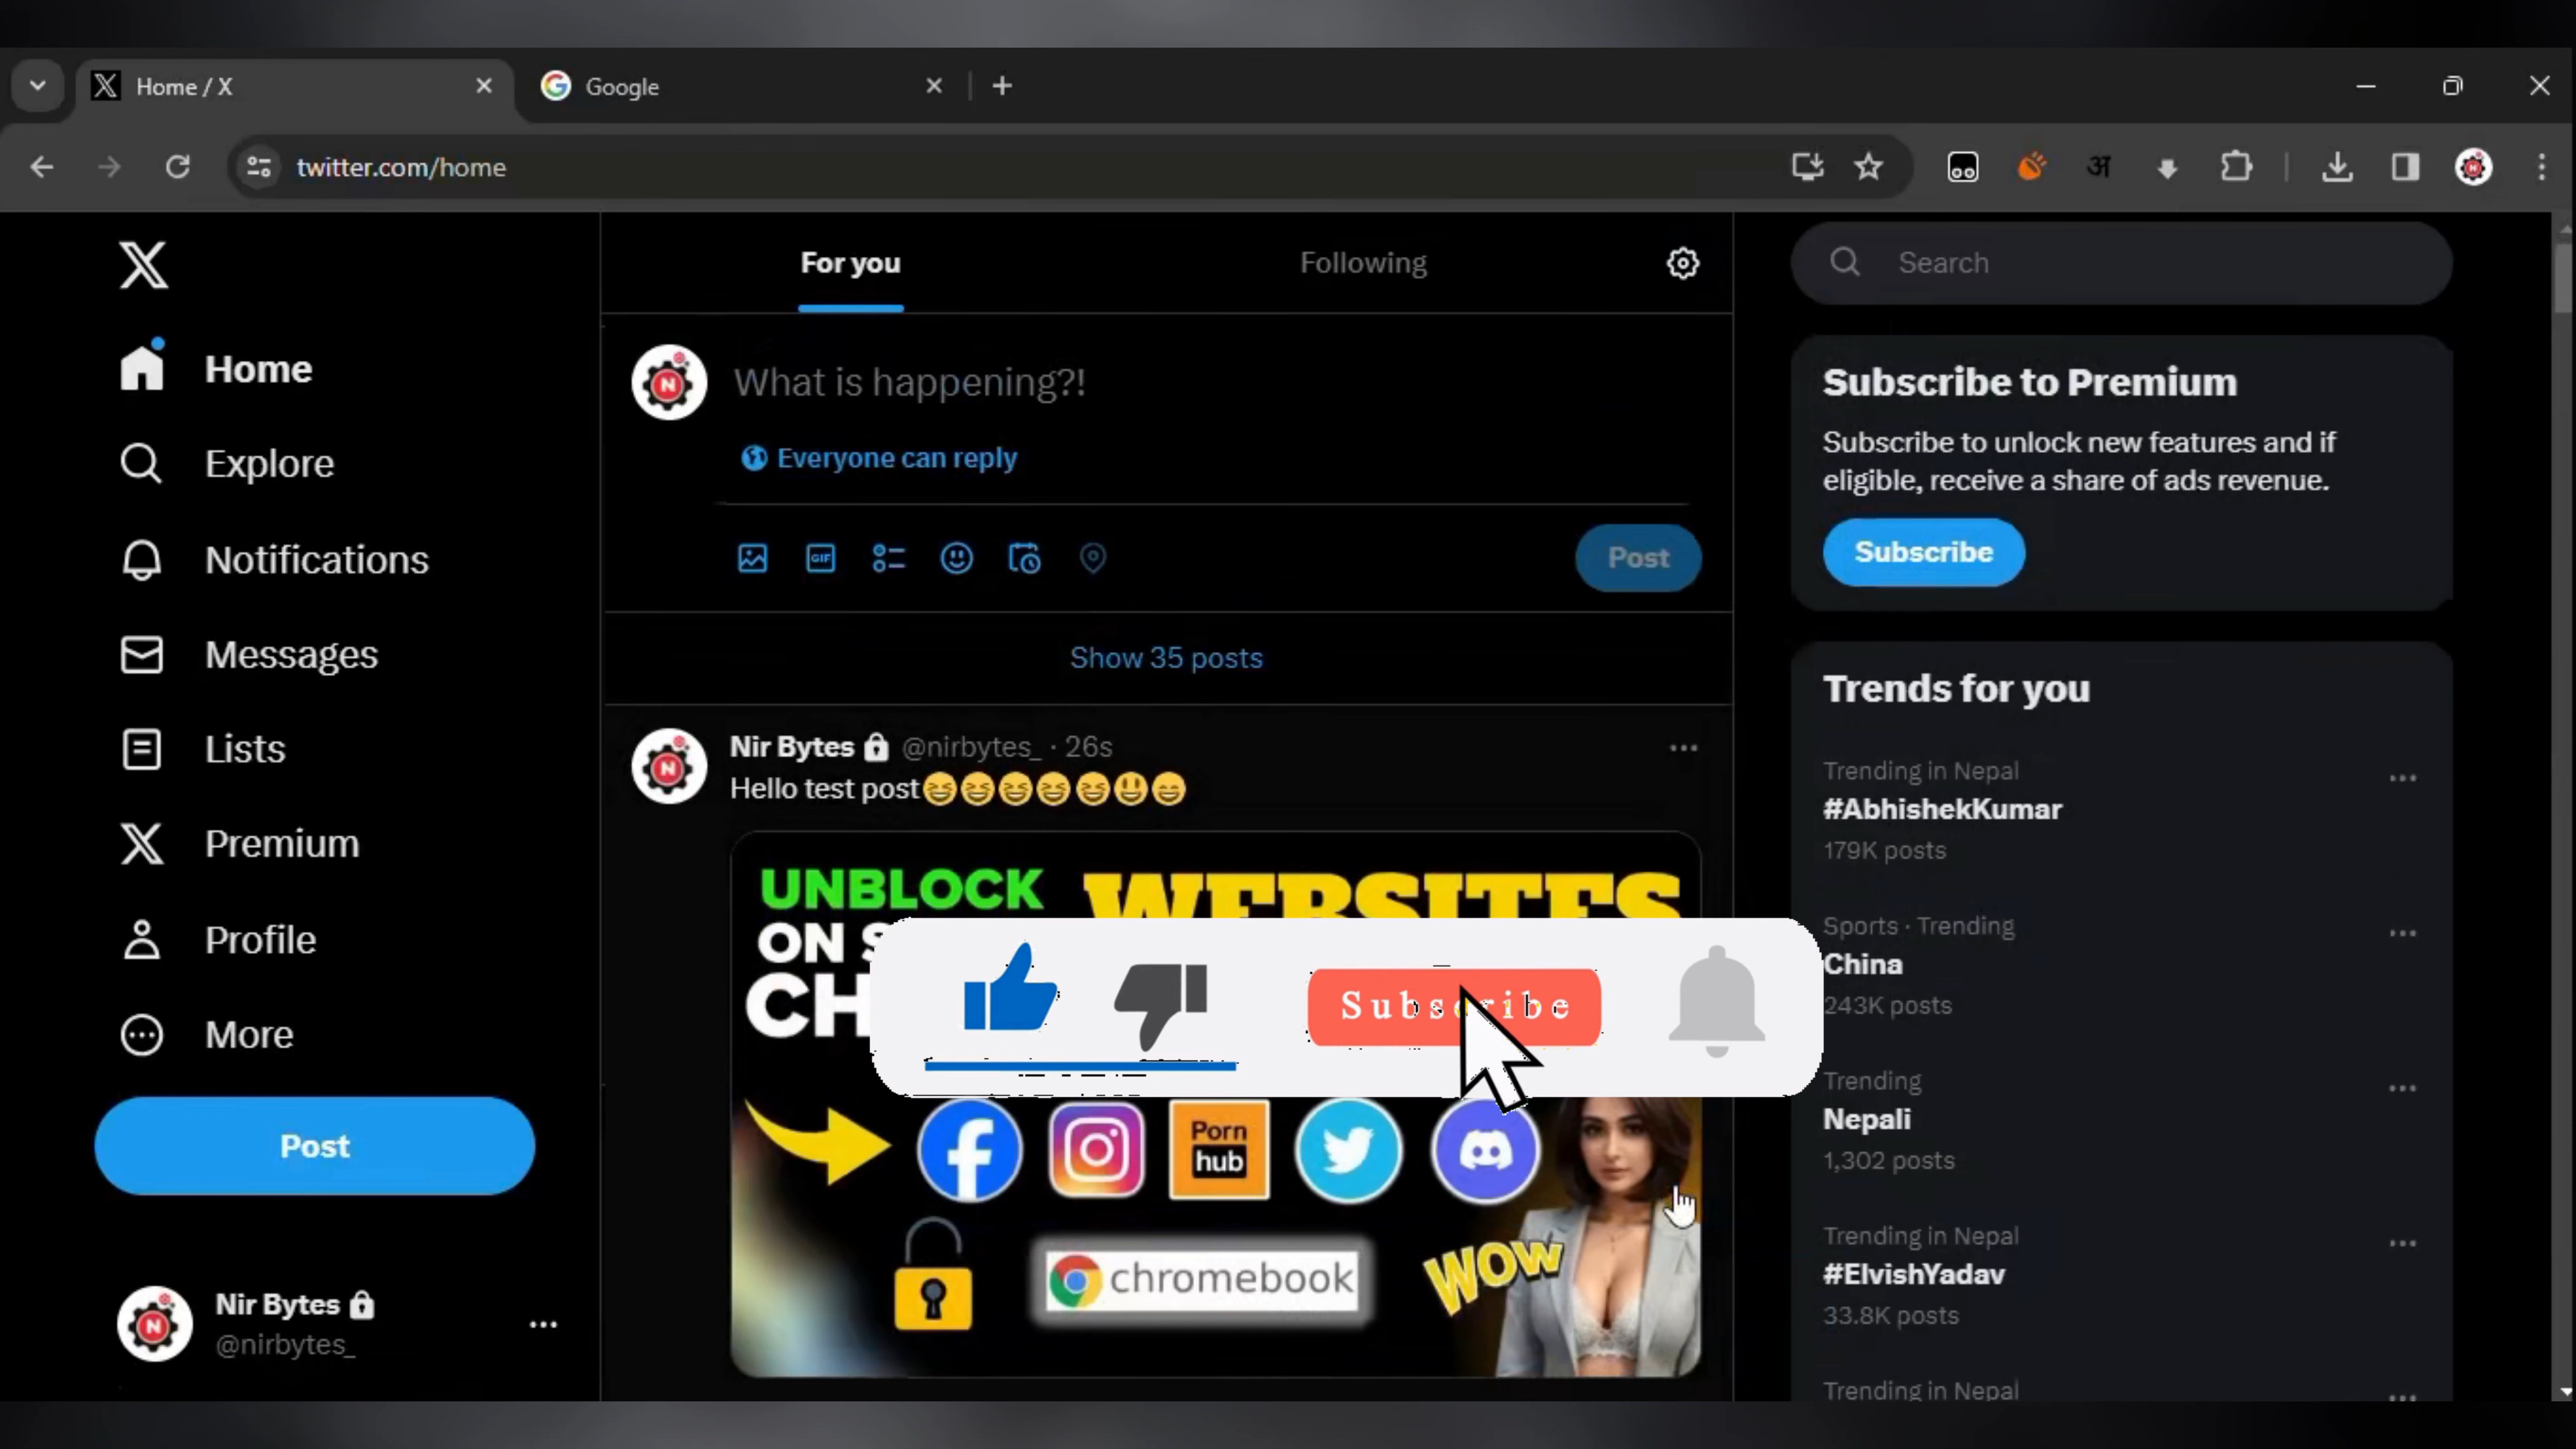 Home / X
Google
twitter.com/home
अ
For you
Following
Search
Home
Explore
Notifications
Messages
Lists
Premium
Profile
More
Post
Nir Bytes
@nirbytes_
What is happening?!
Everyone can reply
GIF
Post
Show 35 posts
Nir Bytes @nirbytes_ · 26s
Hello test post😆😆😆😆😆😃😄
UNBLOCK WEBSITES
ON
CH
Subscribe
Porn
hub
chromebook
WOW
Subscribe to Premium
Subscribe to unlock new features and if
eligible, receive a share of ads revenue.
Subscribe
Trends for you
Trending in Nepal
#AbhishekKumar
179K posts
Sports · Trending
China
243K posts
Trending
Nepali
1,302 posts
Trending in Nepal
#ElvishYadav
33.8K posts
Trending in Nepal